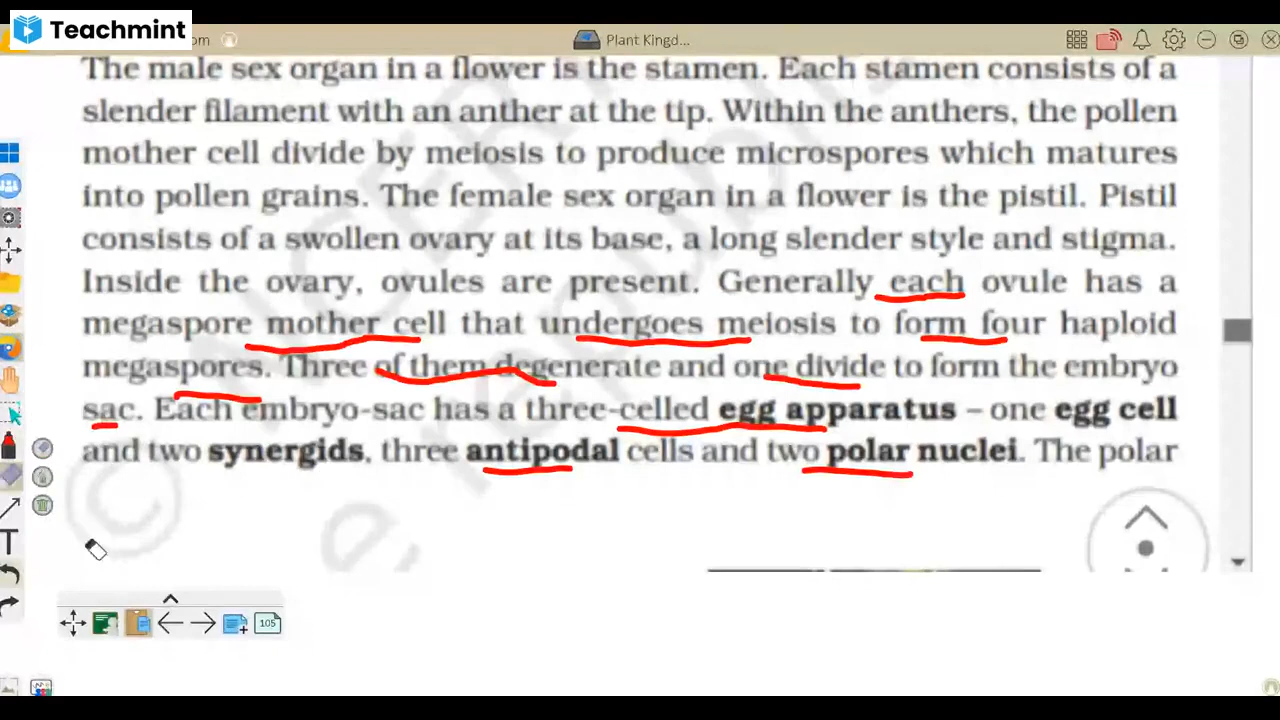 Teachmint
om
Plant Kingd...
The male sex organ in a flower is the stamen. Each stamen consists of a
slender filament with an anther at the tip. Within the anthers, the pollen
mother cell divide by meiosis to produce microspores which matures
into pollen grains. The female sex organ in a flower is the pistil. Pistil
consists of a swollen ovary at its base, a long slender style and stigma.
Inside the ovary, ovules are present. Generally each ovule has a
megaspore mother cell that undergoes meiosis to form four haploid
megaspores. Three of them degenerate and one divide to form the embryo
sac. Each embryo-sac has a three-celled egg apparatus – one egg cell
and two synergids, three antipodal cells and two polar nuclei. The polar
105